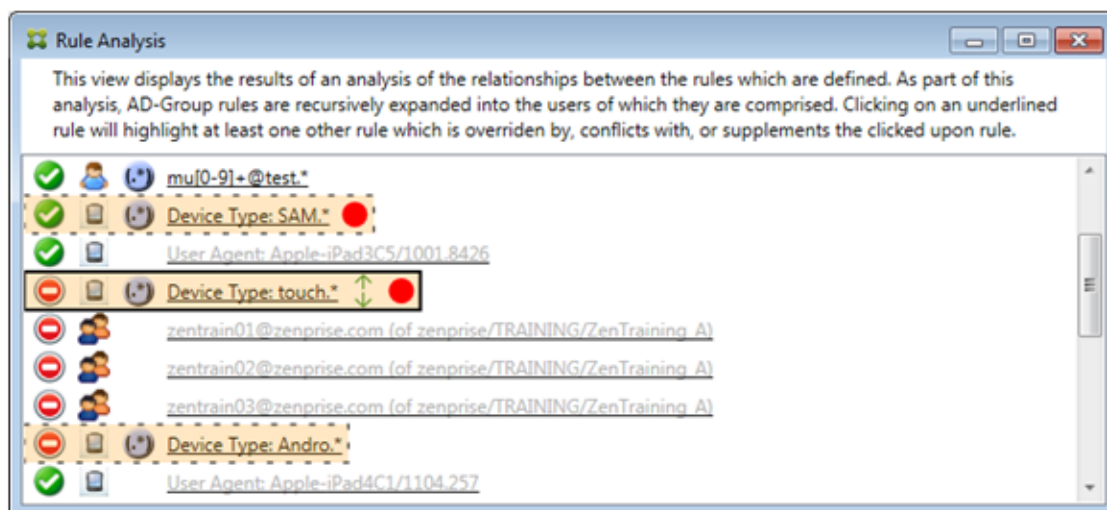 Rule Analysis
This view displays the results of an analysis of the relationships between the rules which are defined. As part of this
analysis, AD-Group rules are recursively expanded into the users of which they are comprised. Clicking on an underlined
rule will highlight at least one other rule which is overriden by, conflicts with, or supplements the clicked upon rule.
(.*) mu[0-9]+@test.*
(.*) Device Type: SAM.*
User Agent: Apple-iPad3C5/1001.8426
(.*) Device Type: touch.*
zentrain01@zenprise.com (of zenprise/TRAINING/ZenTraining A)
zentrain02@zenprise.com (of zenprise/TRAINING/ZenTraining A)
zentrain03@zenprise.com (of zenprise/TRAINING/ZenTraining A)
(.*) Device Type: Andro.*
User Agent: Apple-iPad4C1/1104.257